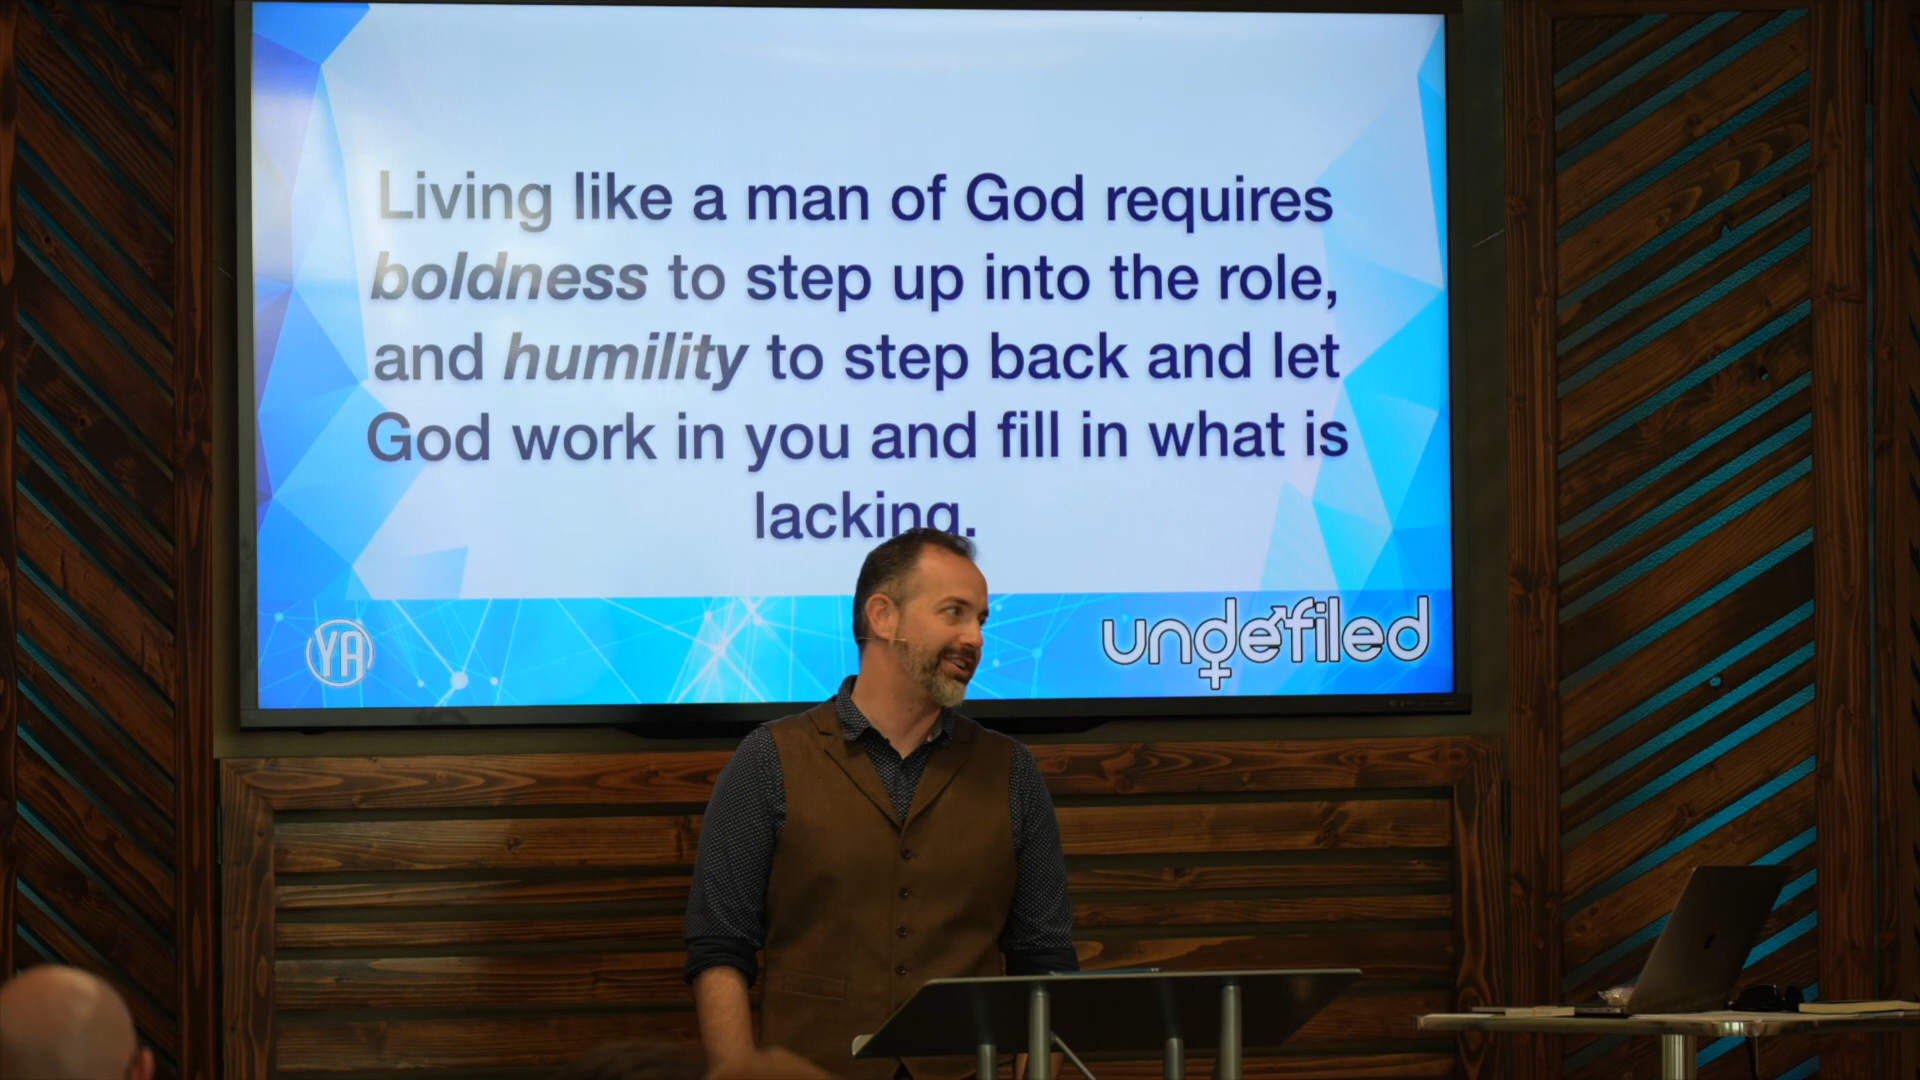 Living like a man of God requires
boldness to step up into the role,
and humility to step back and let
God work in you and fill in what is
lacking.
YA
undefiled